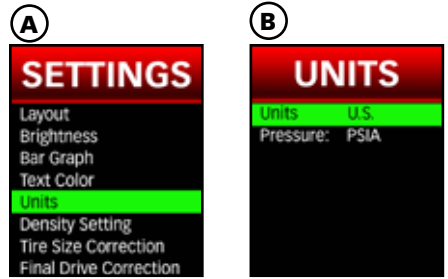 A
SETTINGS
Layout
Brightness
Bar Graph
Text Color
Units
Density Setting
Tire Size Correction
Final Drive Correction
B
UNITS
Units U.S.
Pressure: PSIA